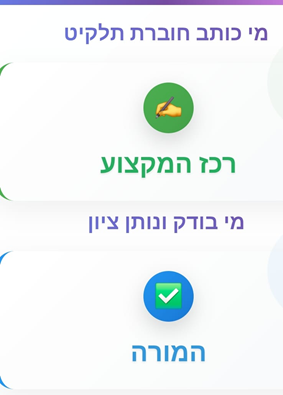 מי כותב חוברת תלקיט
רכז המקצוע
מי בודק ונותן ציון
המורה